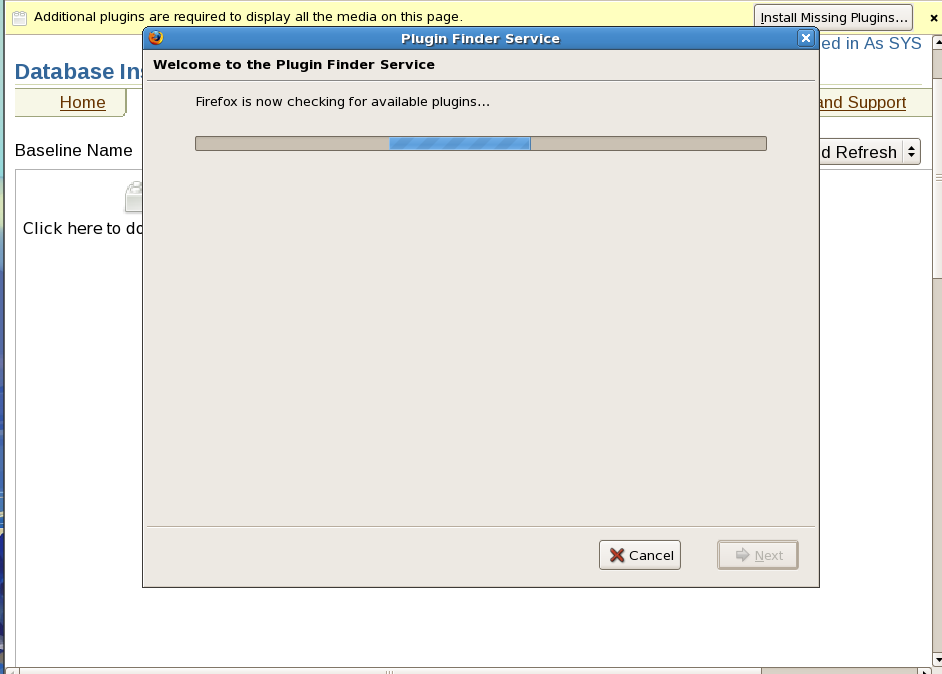 Additional plugins are required to display all the media on this page.
Install Missing Plugins...
Plugin Finder Service
ed in As SYS
Welcome to the Plugin Finder Service
Database In
Home
Firefox is now checking for available plugins...
and Support
Baseline Name
d Refresh
Click here to do
Cancel
Next